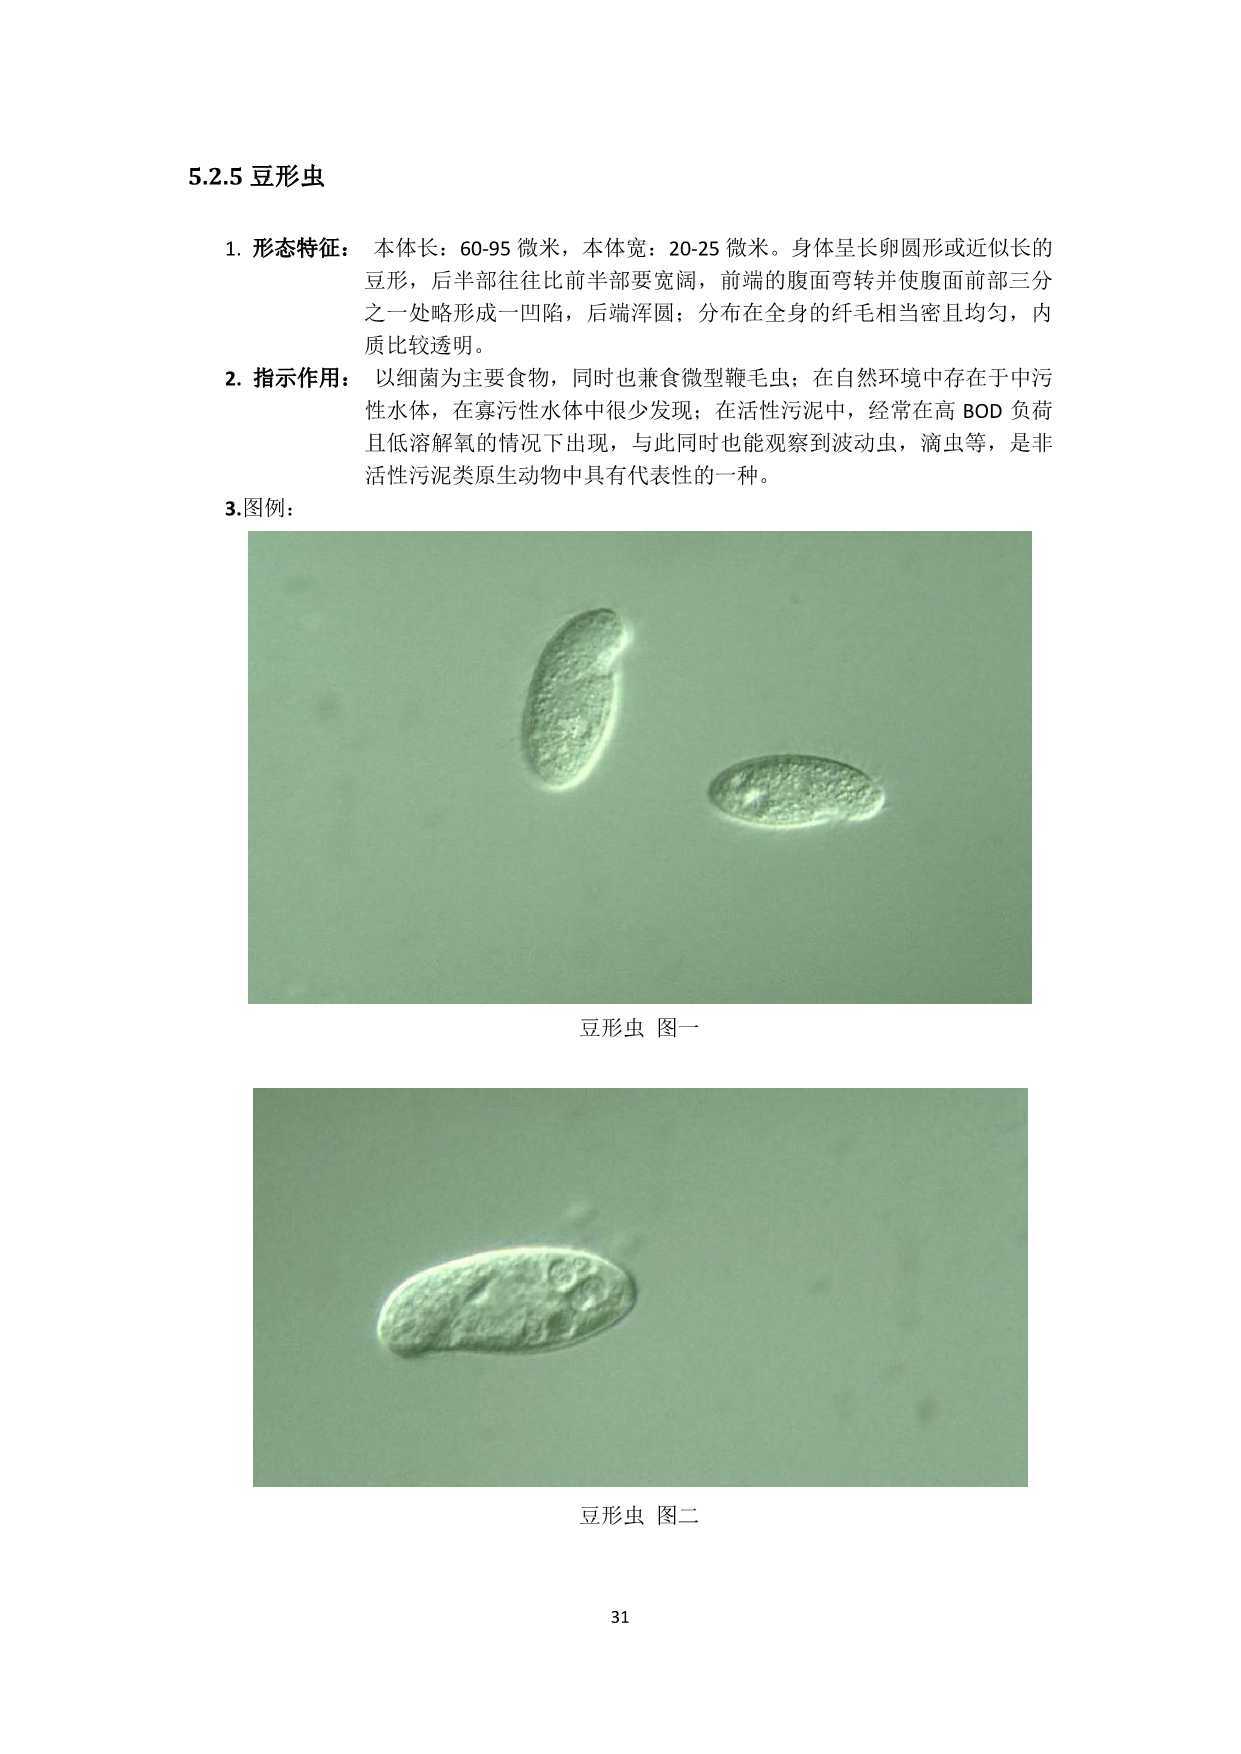 5.2.5 豆形虫
1. 形态特征： 本体长：60-95 微米，本体宽：20-25 微米。身体呈长卵圆形或近似长的
豆形，后半部往往比前半部要宽阔，前端的腹面弯转并使腹面前部三分
之一处略形成一凹陷，后端浑圆；分布在全身的纤毛相当密且均匀，内
质比较透明。
2. 指示作用： 以细菌为主要食物，同时也兼食微型鞭毛虫；在自然环境中存在于中污
性水体，在寡污性水体中很少发现；在活性污泥中，经常在高 BOD 负荷
且低溶解氧的情况下出现，与此同时也能观察到波动虫，滴虫等，是非
活性污泥类原生动物中具有代表性的一种。
3.图例：
豆形虫 图一
豆形虫 图二
31